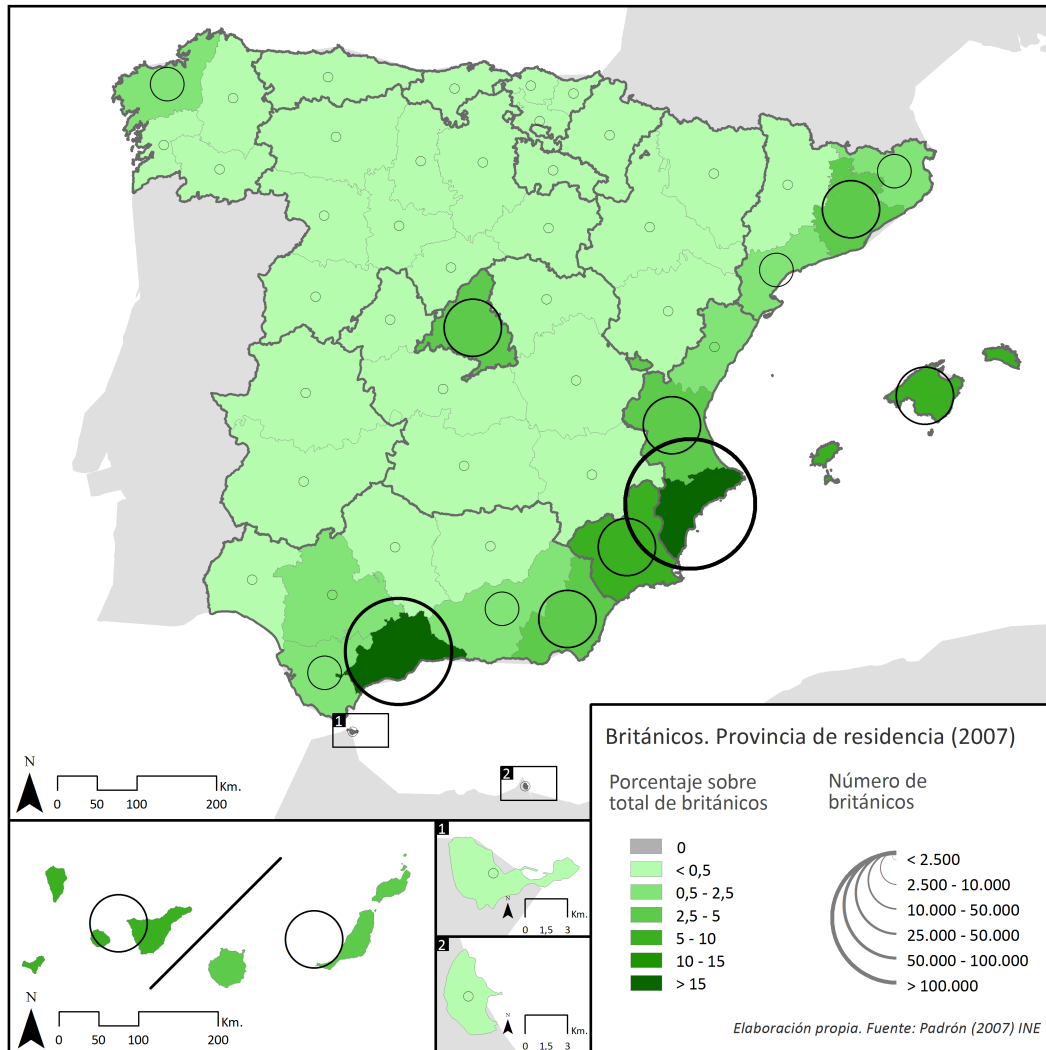 1
2
N
0
50
100
200
Km.
N
0
50
100
200
Km.
1
N
0 1,5 3
Km.
2
N
0 1,5 3
Km.
Británicos. Provincia de residencia (2007)
Porcentaje sobre
total de británicos
0
< 0,5
0,5 - 2,5
2,5 - 5
5 - 10
10 - 15
> 15
Número de
británicos
< 2.500
2.500 - 10.000
10.000 - 50.000
25.000 - 50.000
50.000 - 100.000
> 100.000
Elaboración propia. Fuente: Padrón (2007) INE